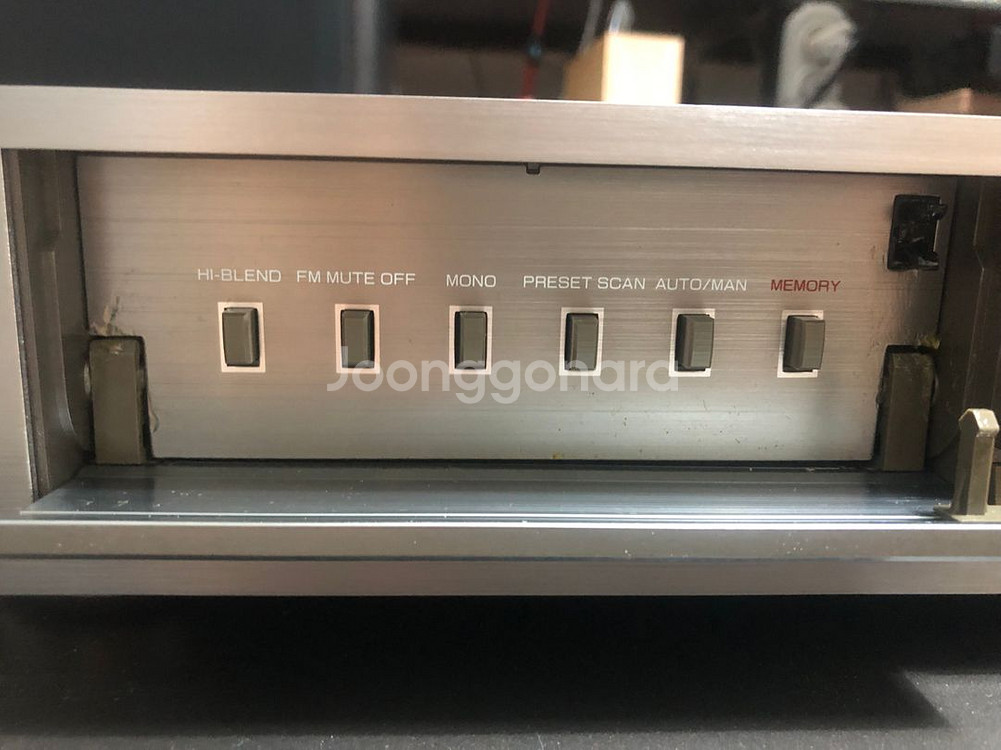 HI-BLEND FM MUTE OFF MONO PRESET SCAN AUTO/MAN MEMORY
Joonggonara